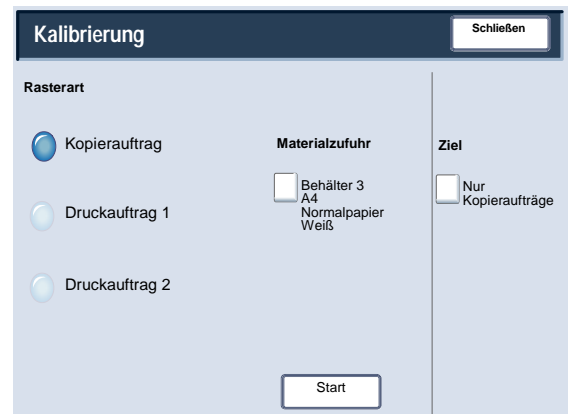 Kalibrierung
Schließen
Rasterart
Kopierauftrag
Druckauftrag 1
Druckauftrag 2
Materialzufuhr
Behälter 3
A4
Normalpapier
Weiß
Start
Ziel
Nur
Kopieraufträge